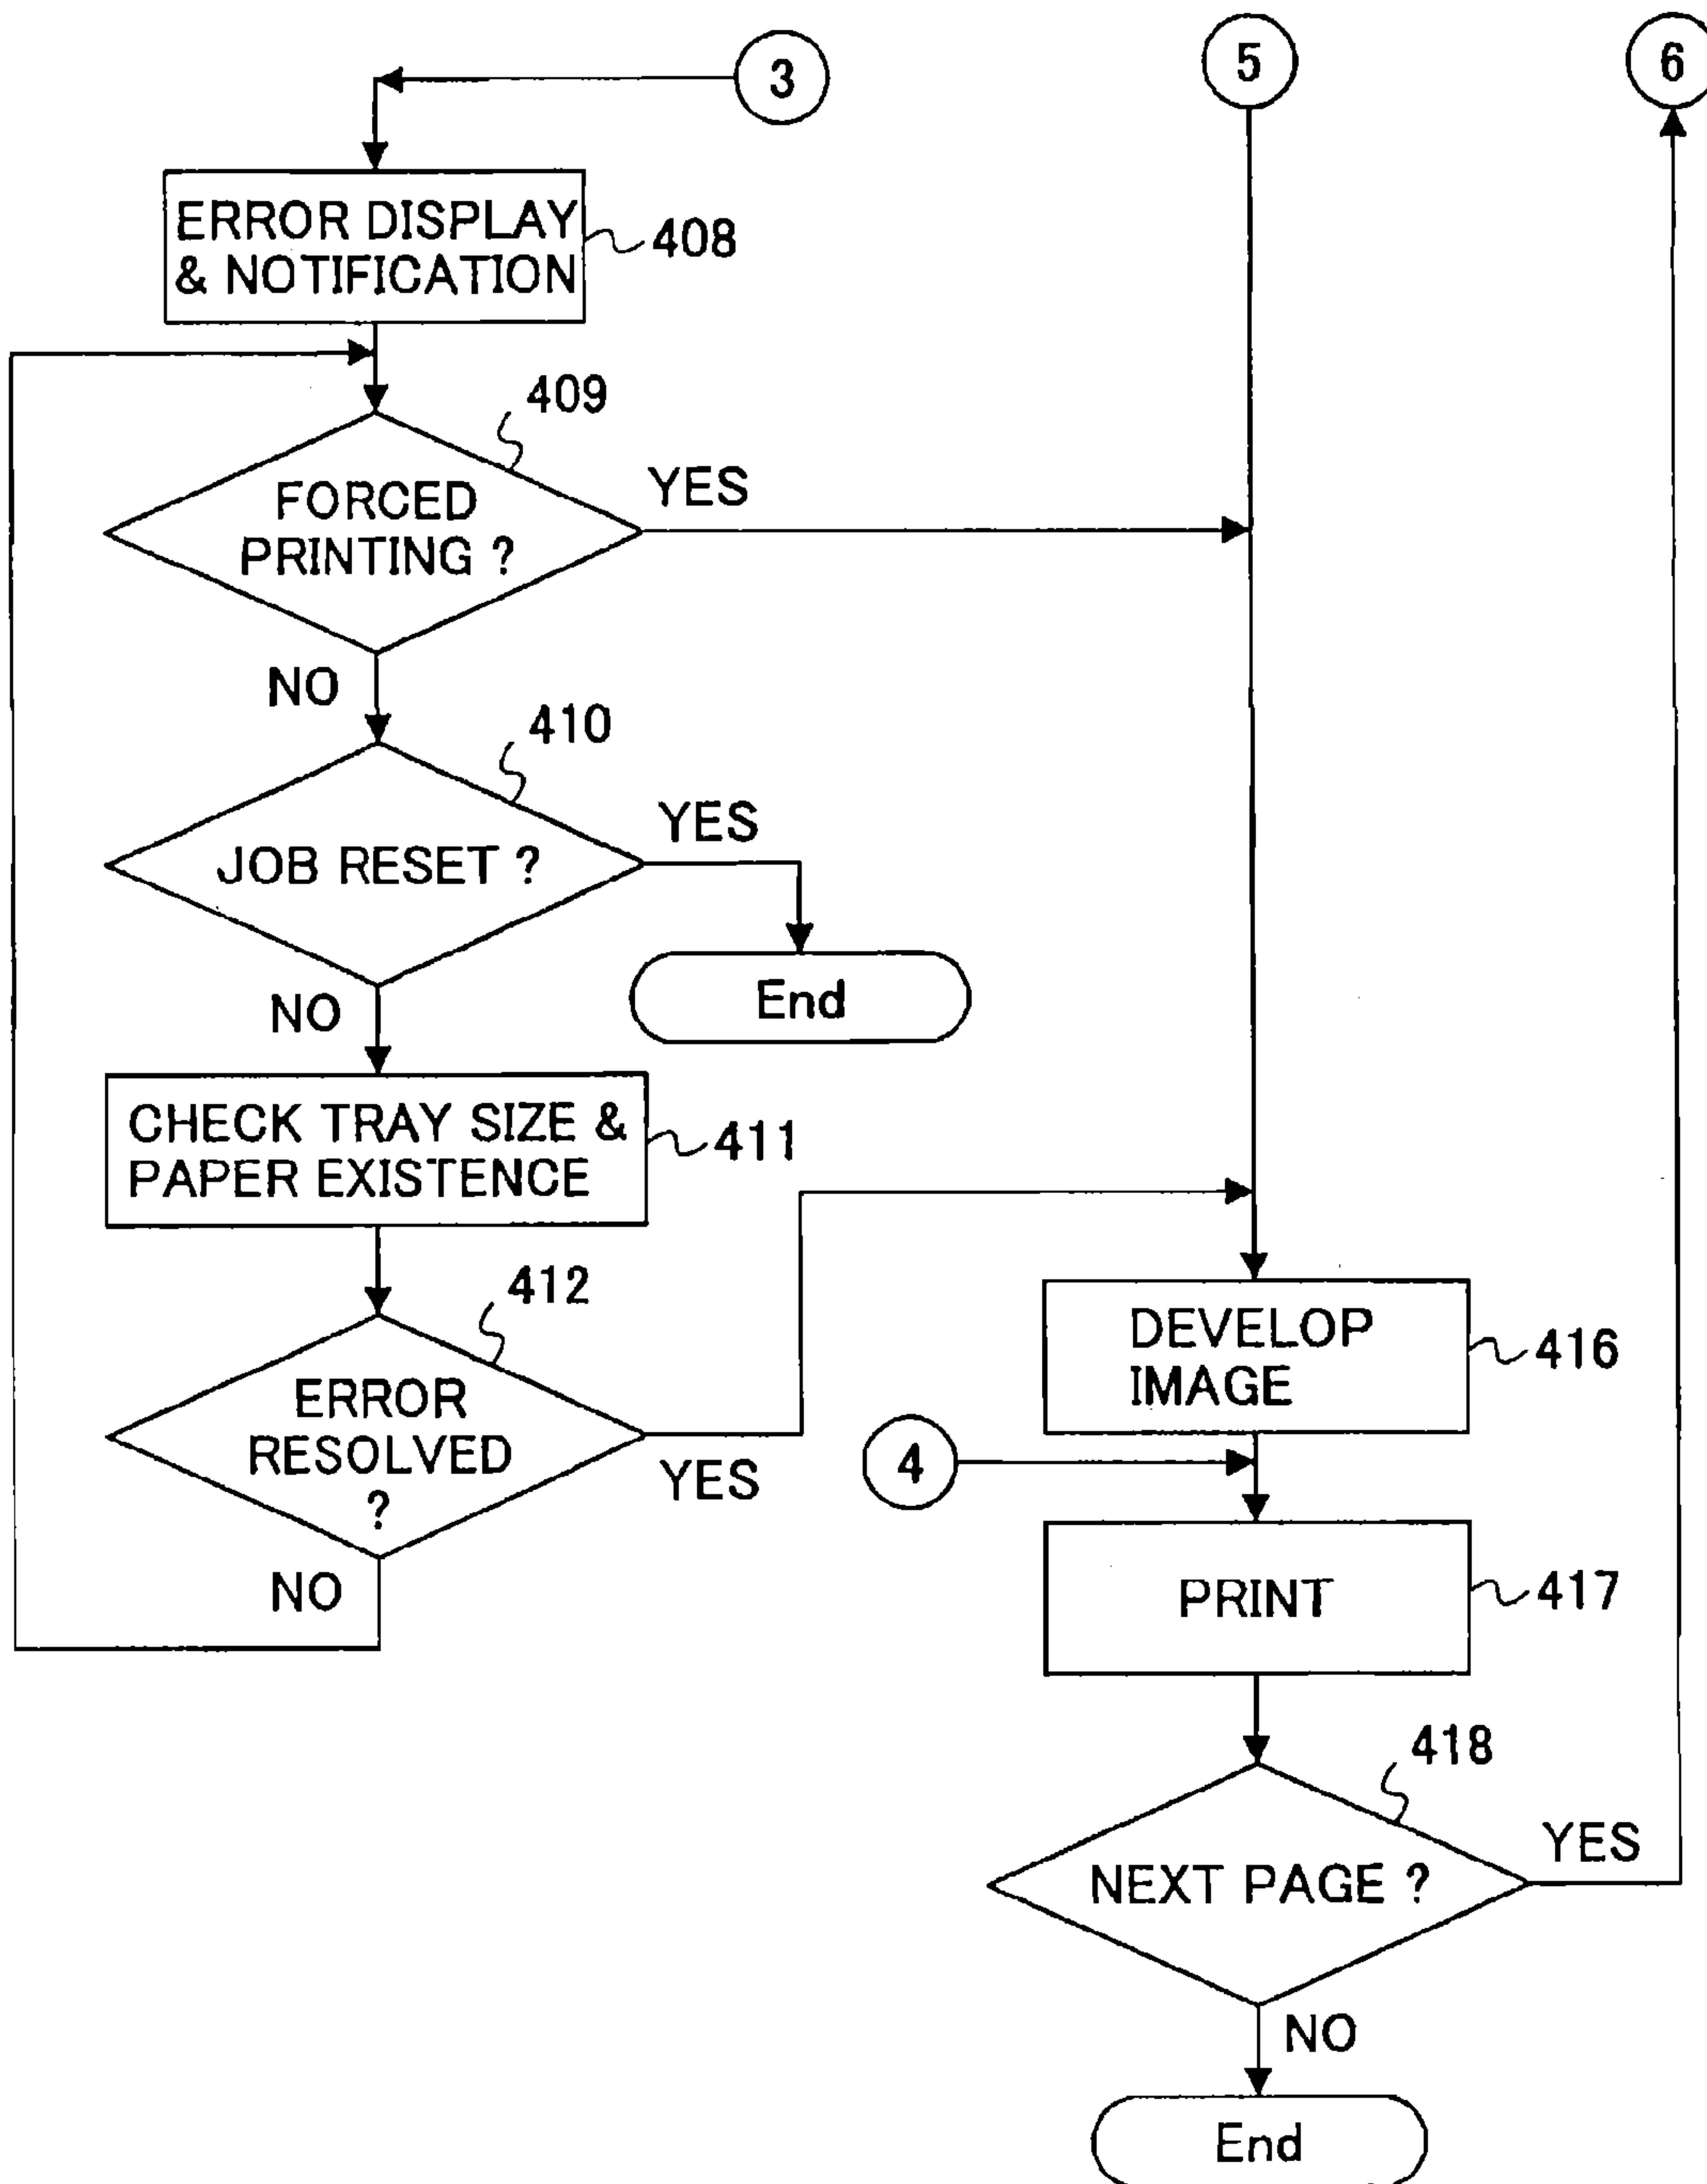 3
5
6
ERROR DISPLAY
& NOTIFICATION
408
409
FORCED
PRINTING ?
YES
NO
410
JOB RESET ?
YES
End
NO
CHECK TRAY SIZE &
PAPER EXISTENCE
411
412
ERROR
RESOLVED
?
YES
NO
DEVELOP
IMAGE
416
4
PRINT
417
418
NEXT PAGE ?
YES
NO
End